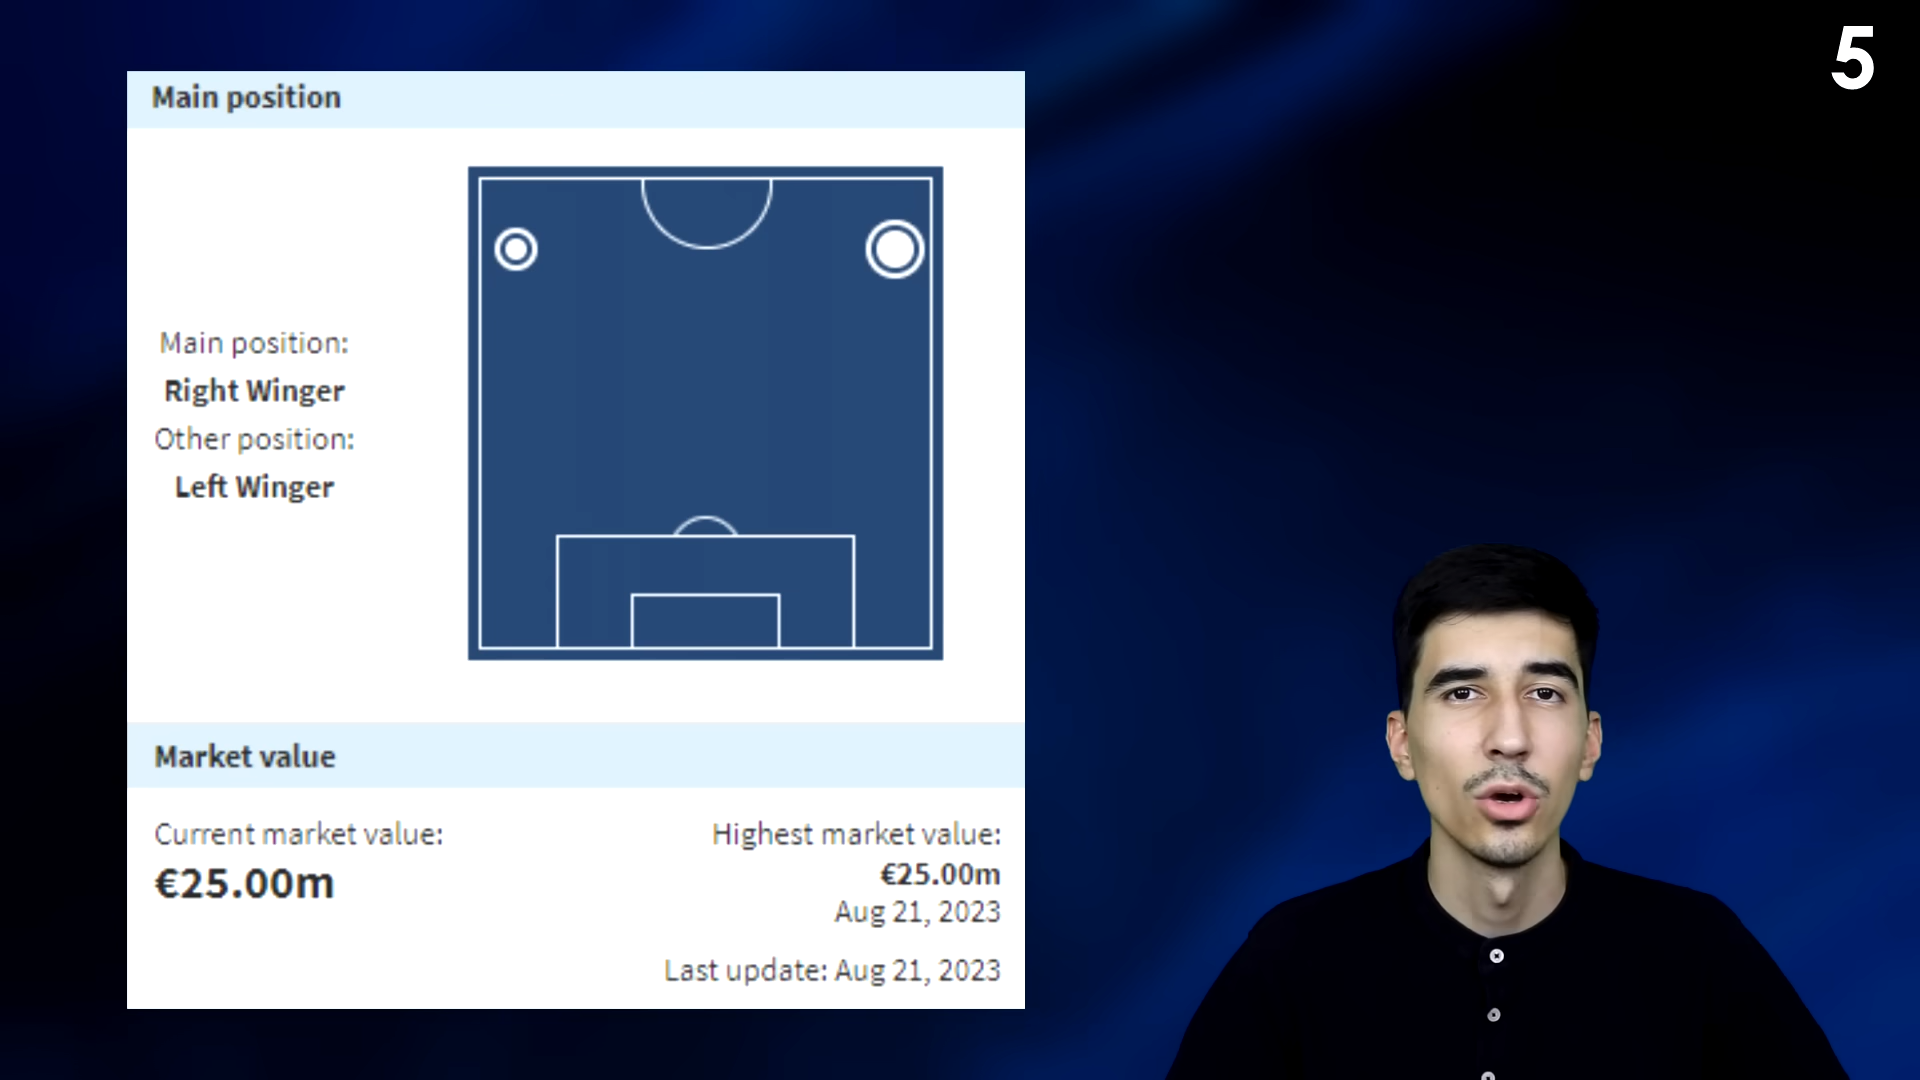 5
Main position
Main position:
Right Winger
Other position:
Left Winger
Market value
Current market value:
€25.00m
Highest market value:
€25.00m
Aug 21, 2023
Last update: Aug 21, 2023